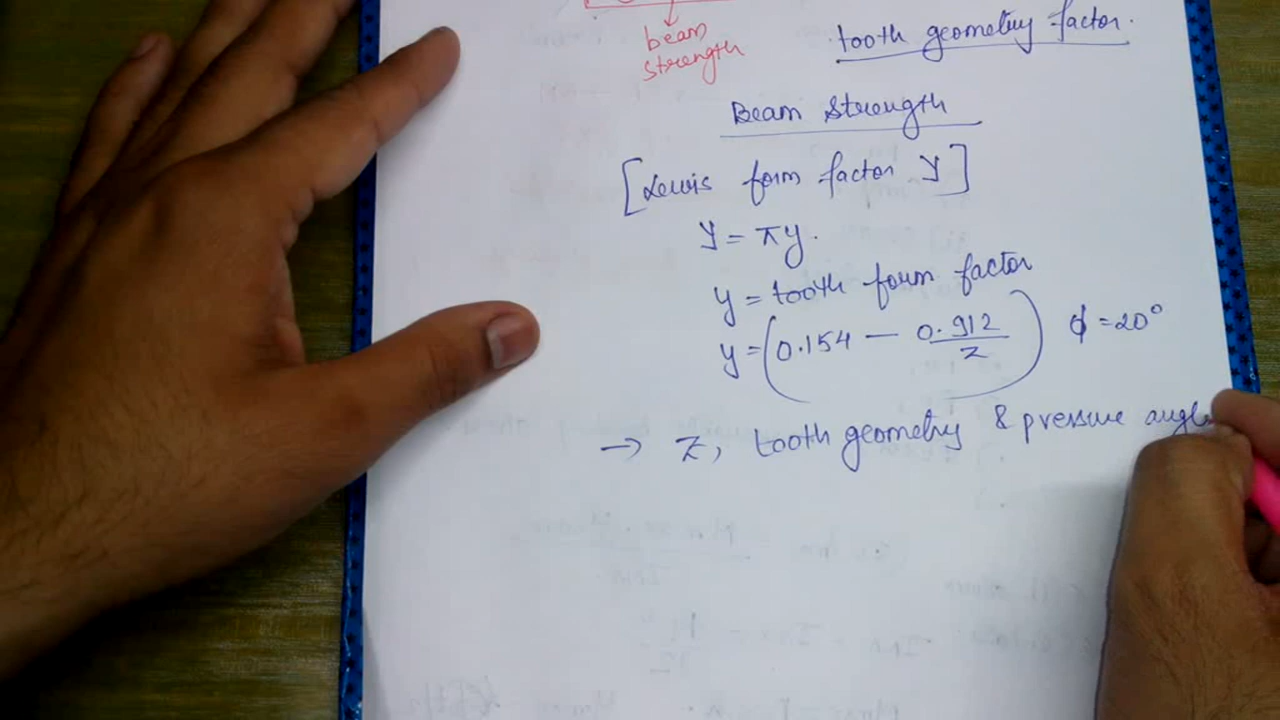 beam
strength
tooth geometry factor.
Beam Strength
[Lewis form factor Y]
Y = πy.
y = tooth form factor
y = (0.154 — 0.912/z) ϕ = 20°
→ z, tooth geometry & pressure angle